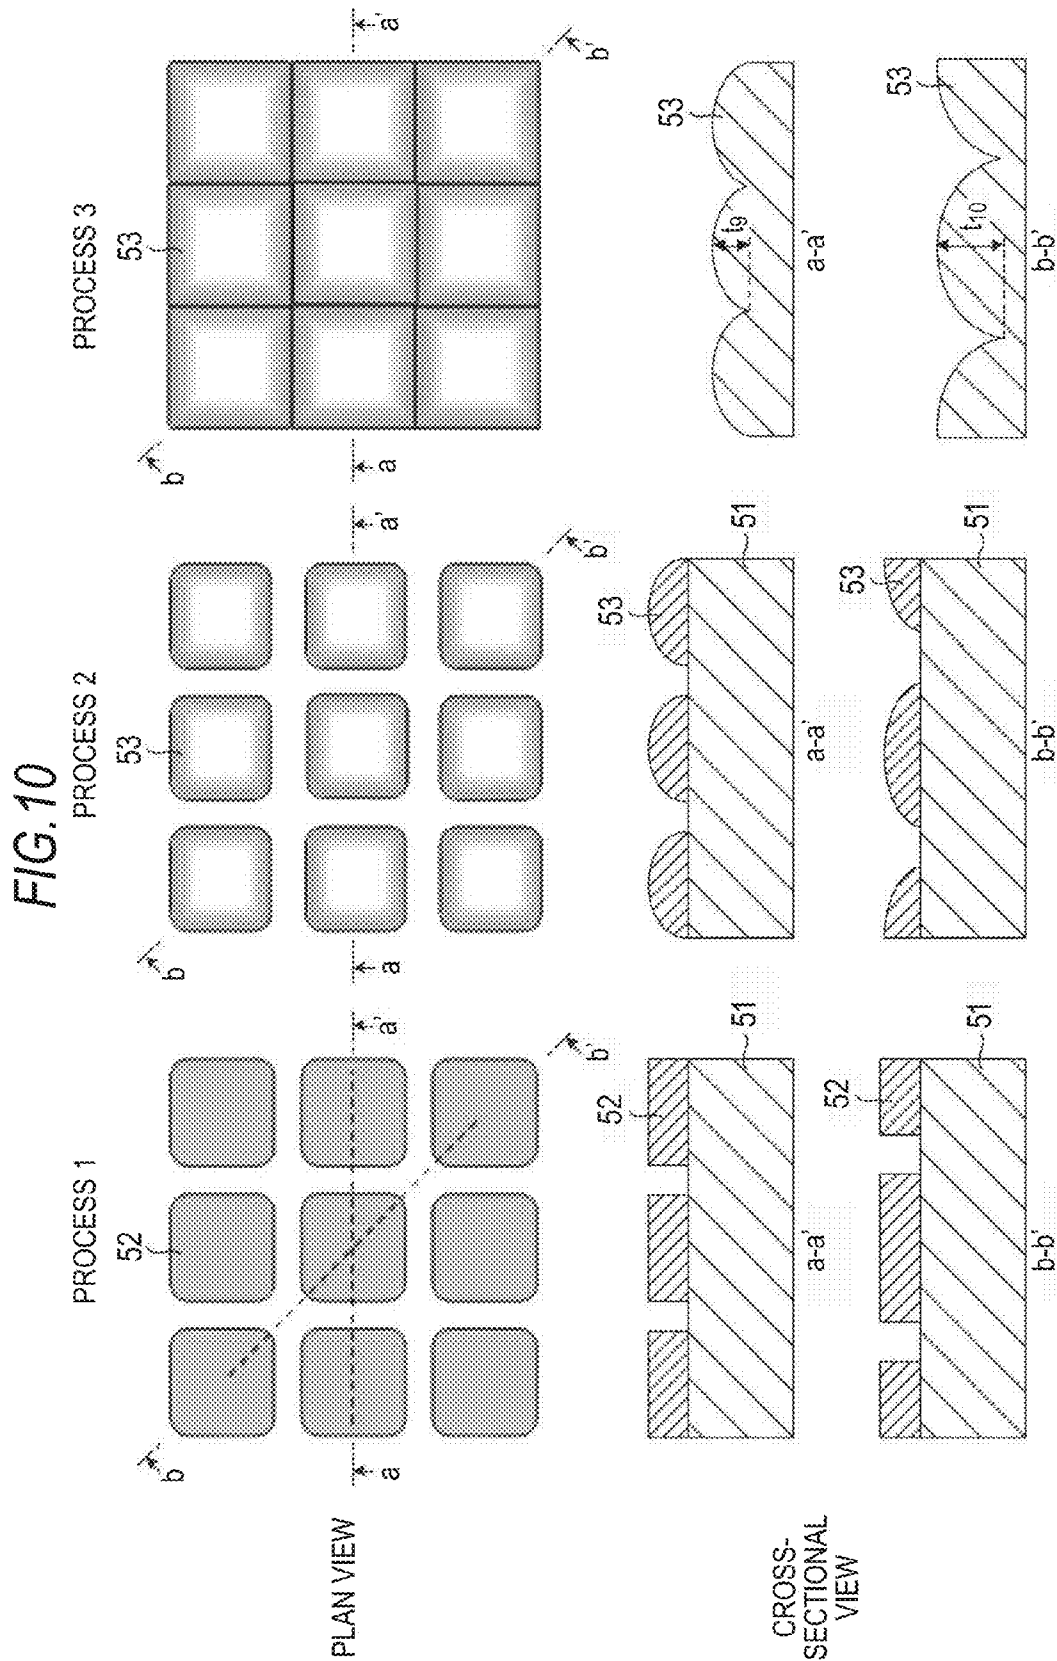 FIG.10
PROCESS 1
PROCESS 2
PROCESS 3
PLAN VIEW
52
b
a
a'
b'
53
b
a
a'
b'
53
b
a
a'
b'
CROSS-
SECTIONAL
VIEW
52
51
a-a'
53
51
a-a'
53
t9
a-a'
52
51
b-b'
53
51
b-b'
53
t10
b-b'